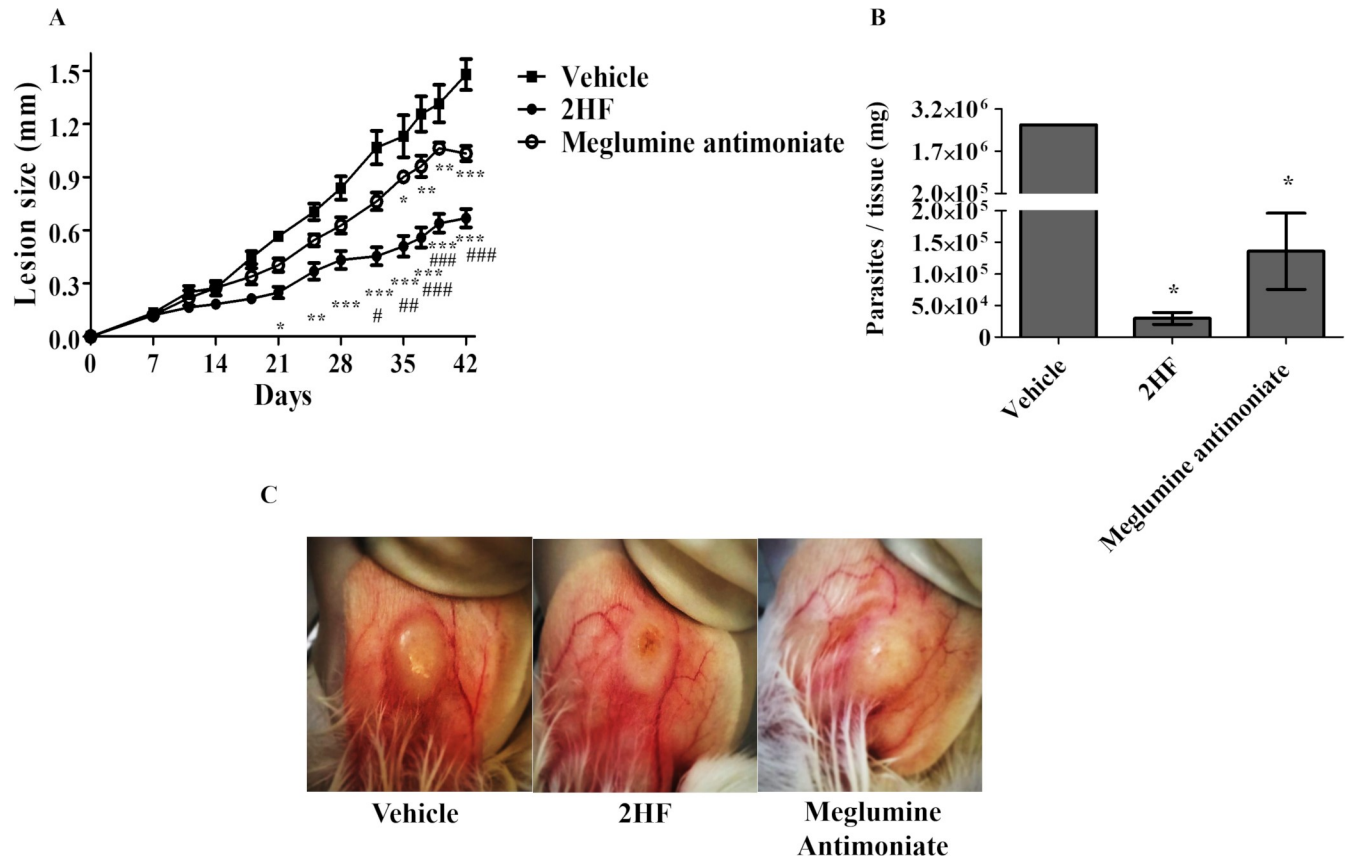 A
Lesion size (mm)
1.5
1.2
0.9
0.6
0.3
0.0
0 7 14 21 28 35 42
Days
Vehicle
2HF
Meglumine antimoniate
* ** ** ***
*** *** *** *** ***
* ** *** # ## ### ### ###
B
Parasites / tissue (mg)
3.2×10⁶
1.7×10⁶
2.0×10⁵
2.0×10⁵
1.5×10⁵
1.0×10⁵
5.0×10⁴
0
*
*
Vehicle
2HF
Meglumine antimoniate
C
Vehicle
2HF
Meglumine
Antimoniate